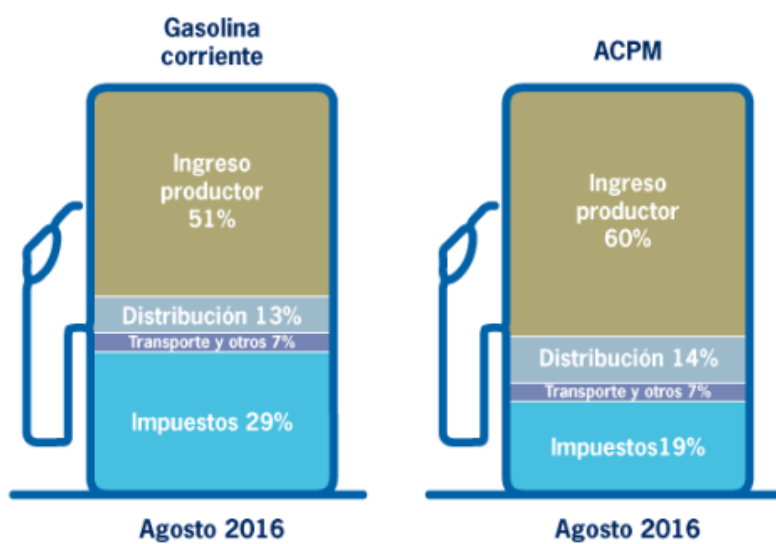 Gasolina
corriente
Ingreso
productor
51%
Distribución 13%
Transporte y otros 7%
Impuestos 29%
Agosto 2016
ACPM
Ingreso
productor
60%
Distribución 14%
Transporte y otros 7%
Impuestos19%
Agosto 2016